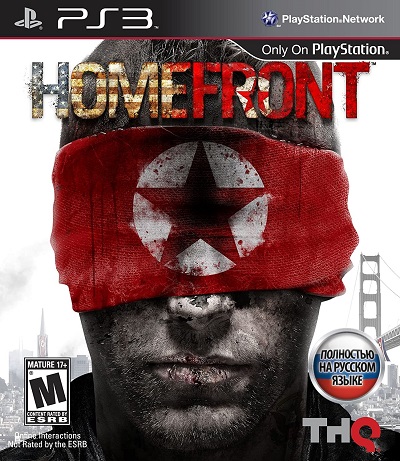 PS3
PlayStation®Network
Only On PlayStation®
HOMEFRONT™
MATURE 17+
M®
CONTENT RATED BY
ESRB
Online Interactions
Not Rated by the ESRB
ПОЛНОСТЬЮ
НА РУССКОМ
ЯЗЫКЕ
THQ